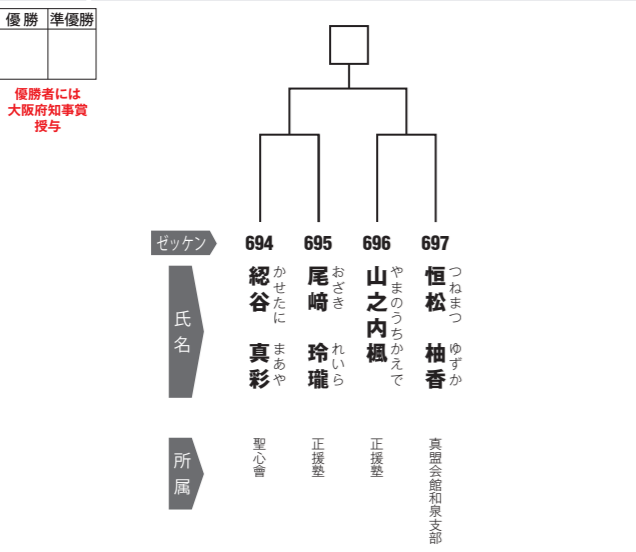 優勝 準優勝
優勝者には
大阪府知事賞
授与
ゼッケン 694 695 696 697
氏名
綛谷 真彩
かせたに まあや
尾﨑 玲瓏
おざき れいら
山之内楓
やまのうちかえで
恒松 柚香
つねまつ ゆずか
所属
聖心會
正援塾
正援塾
真盟会館和泉支部